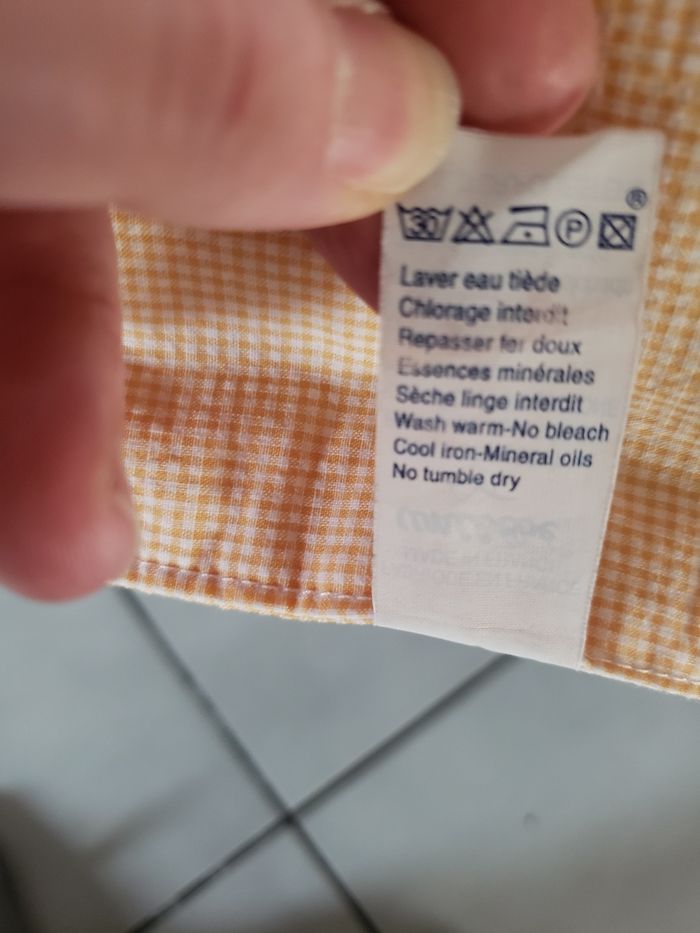 ®
30 P
Laver eau tiède
Chlorage interdit
Repasser fer doux
Essences minérales
Sèche linge interdit
Wash warm-No bleach
Cool iron-Mineral oils
No tumble dry